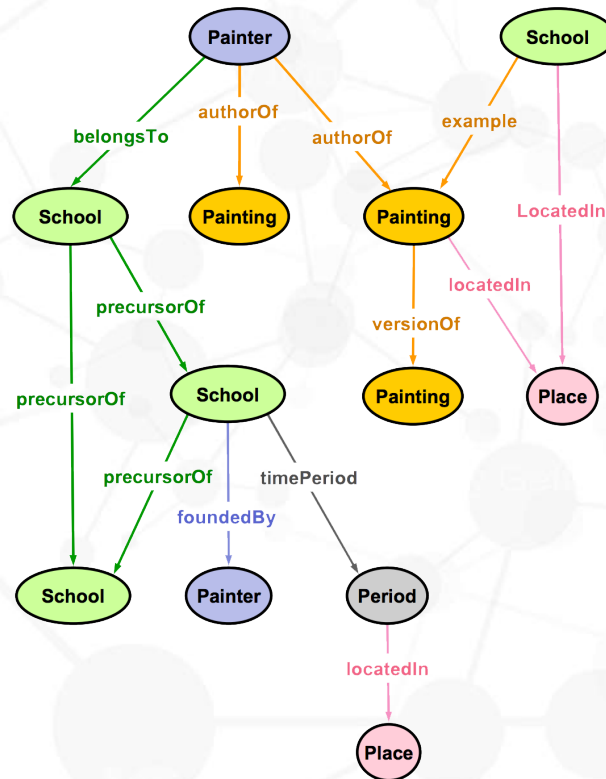 Painter
School
authorOf
example
belongsTo
authorOf
School
Painting
Painting
LocatedIn
locatedIn
precursorOf
versionOf
School
Painting
Place
precursorOf
precursorOf
timePeriod
foundedBy
School
Painter
Period
locatedIn
Place